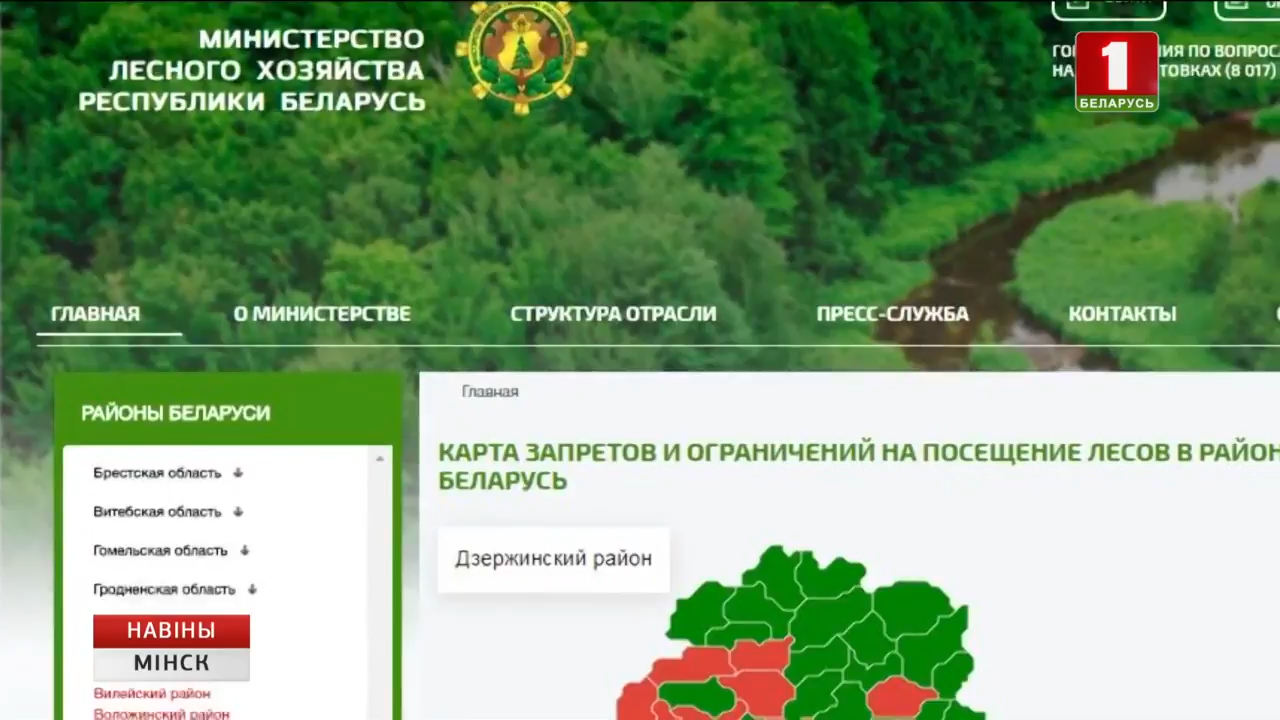 МИНИСТЕРСТВО
ЛЕСНОГО ХОЗЯЙСТВА
РЕСПУБЛИКИ БЕЛАРУСЬ
ИЯ ПО ВОПРОС
ТОВКАХ (8 017)
1
БЕЛАРУСЬ
ГЛАВНАЯ
О МИНИСТЕРСТВЕ
СТРУКТУРА ОТРАСЛИ
ПРЕСС-СЛУЖБА
КОНТАКТЫ
РАЙОНЫ БЕЛАРУСИ
Брестская область
Витебская область
Гомельская область
Гродненская область
НАВІНЫ
МІНСК
Вилейский район
Воложинский район
Главная
КАРТА ЗАПРЕТОВ И ОГРАНИЧЕНИЙ НА ПОСЕЩЕНИЕ ЛЕСОВ В РАЙОН
БЕЛАРУСЬ
Дзержинский район